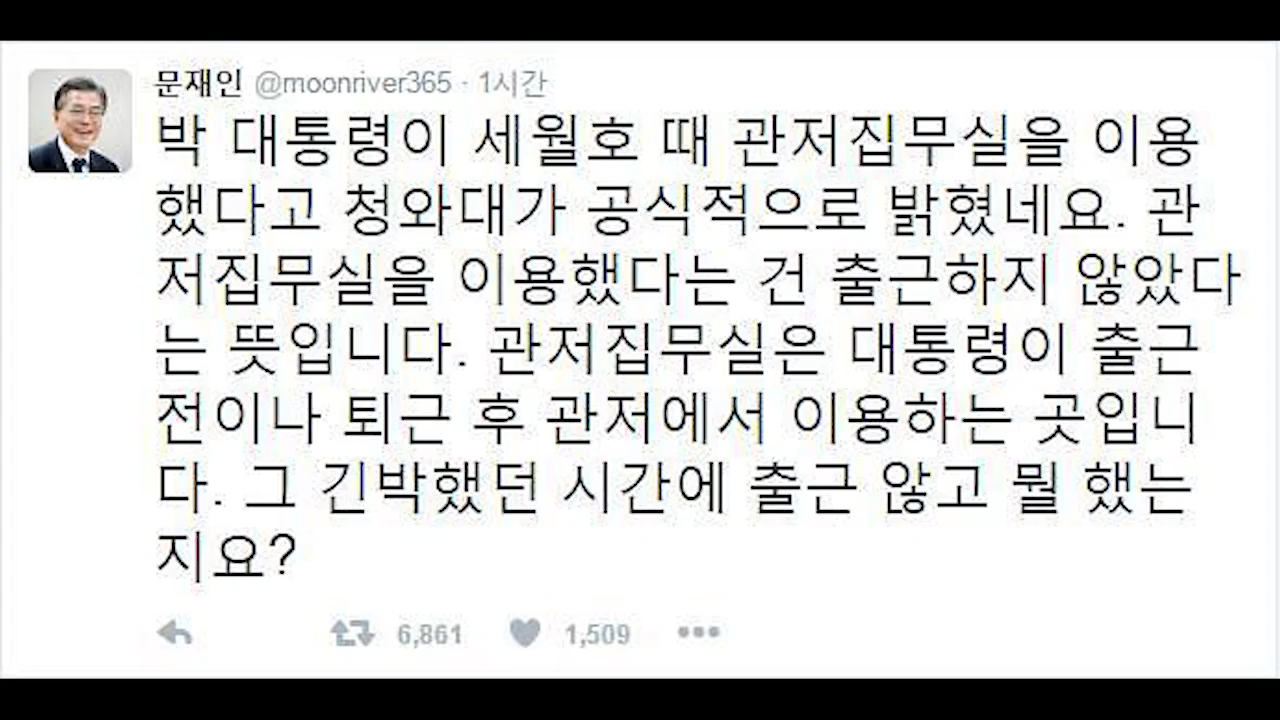 문재인 @moonriver365 · 1시간
박 대통령이 세월호 때 관저집무실을 이용
했다고 청와대가 공식적으로 밝혔네요. 관
저집무실을 이용했다는 건 출근하지 않았다
는 뜻입니다. 관저집무실은 대통령이 출근
전이나 퇴근 후 관저에서 이용하는 곳입니
다. 그 긴박했던 시간에 출근 않고 뭘 했는
지요?
6,861 1,509